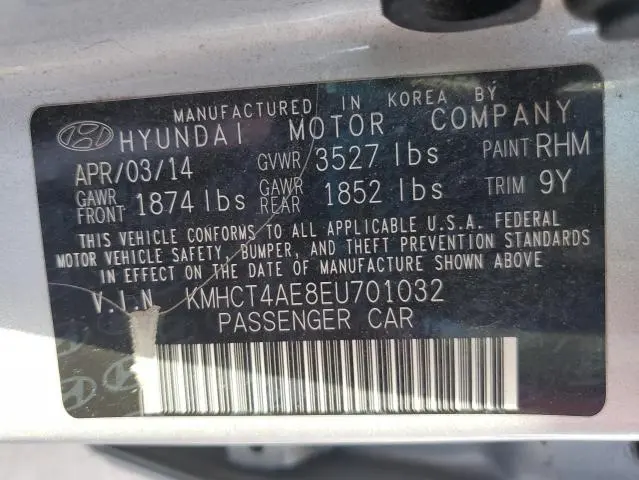 MANUFACTURED IN KOREA BY
HYUNDAI MOTOR COMPANY
APR/03/14 GVWR 3527 lbs PAINT RHM
GAWR FRONT 1874 lbs GAWR REAR 1852 lbs TRIM 9Y
THIS VEHICLE CONFORMS TO ALL APPLICABLE U.S.A. FEDERAL
MOTOR VEHICLE SAFETY, BUMPER, AND THEFT PREVENTION STANDARDS
IN EFFECT ON THE DATE OF MANUFACTURE SHOWN ABOVE
V.I.N KMHCT4AE8EU701032
PASSENGER CAR